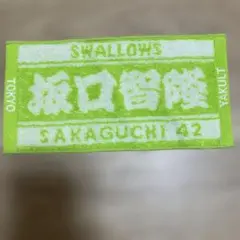 SWALLOWS
TOKYO
坂口智隆
YAKULT
SAKAGUCHI 42